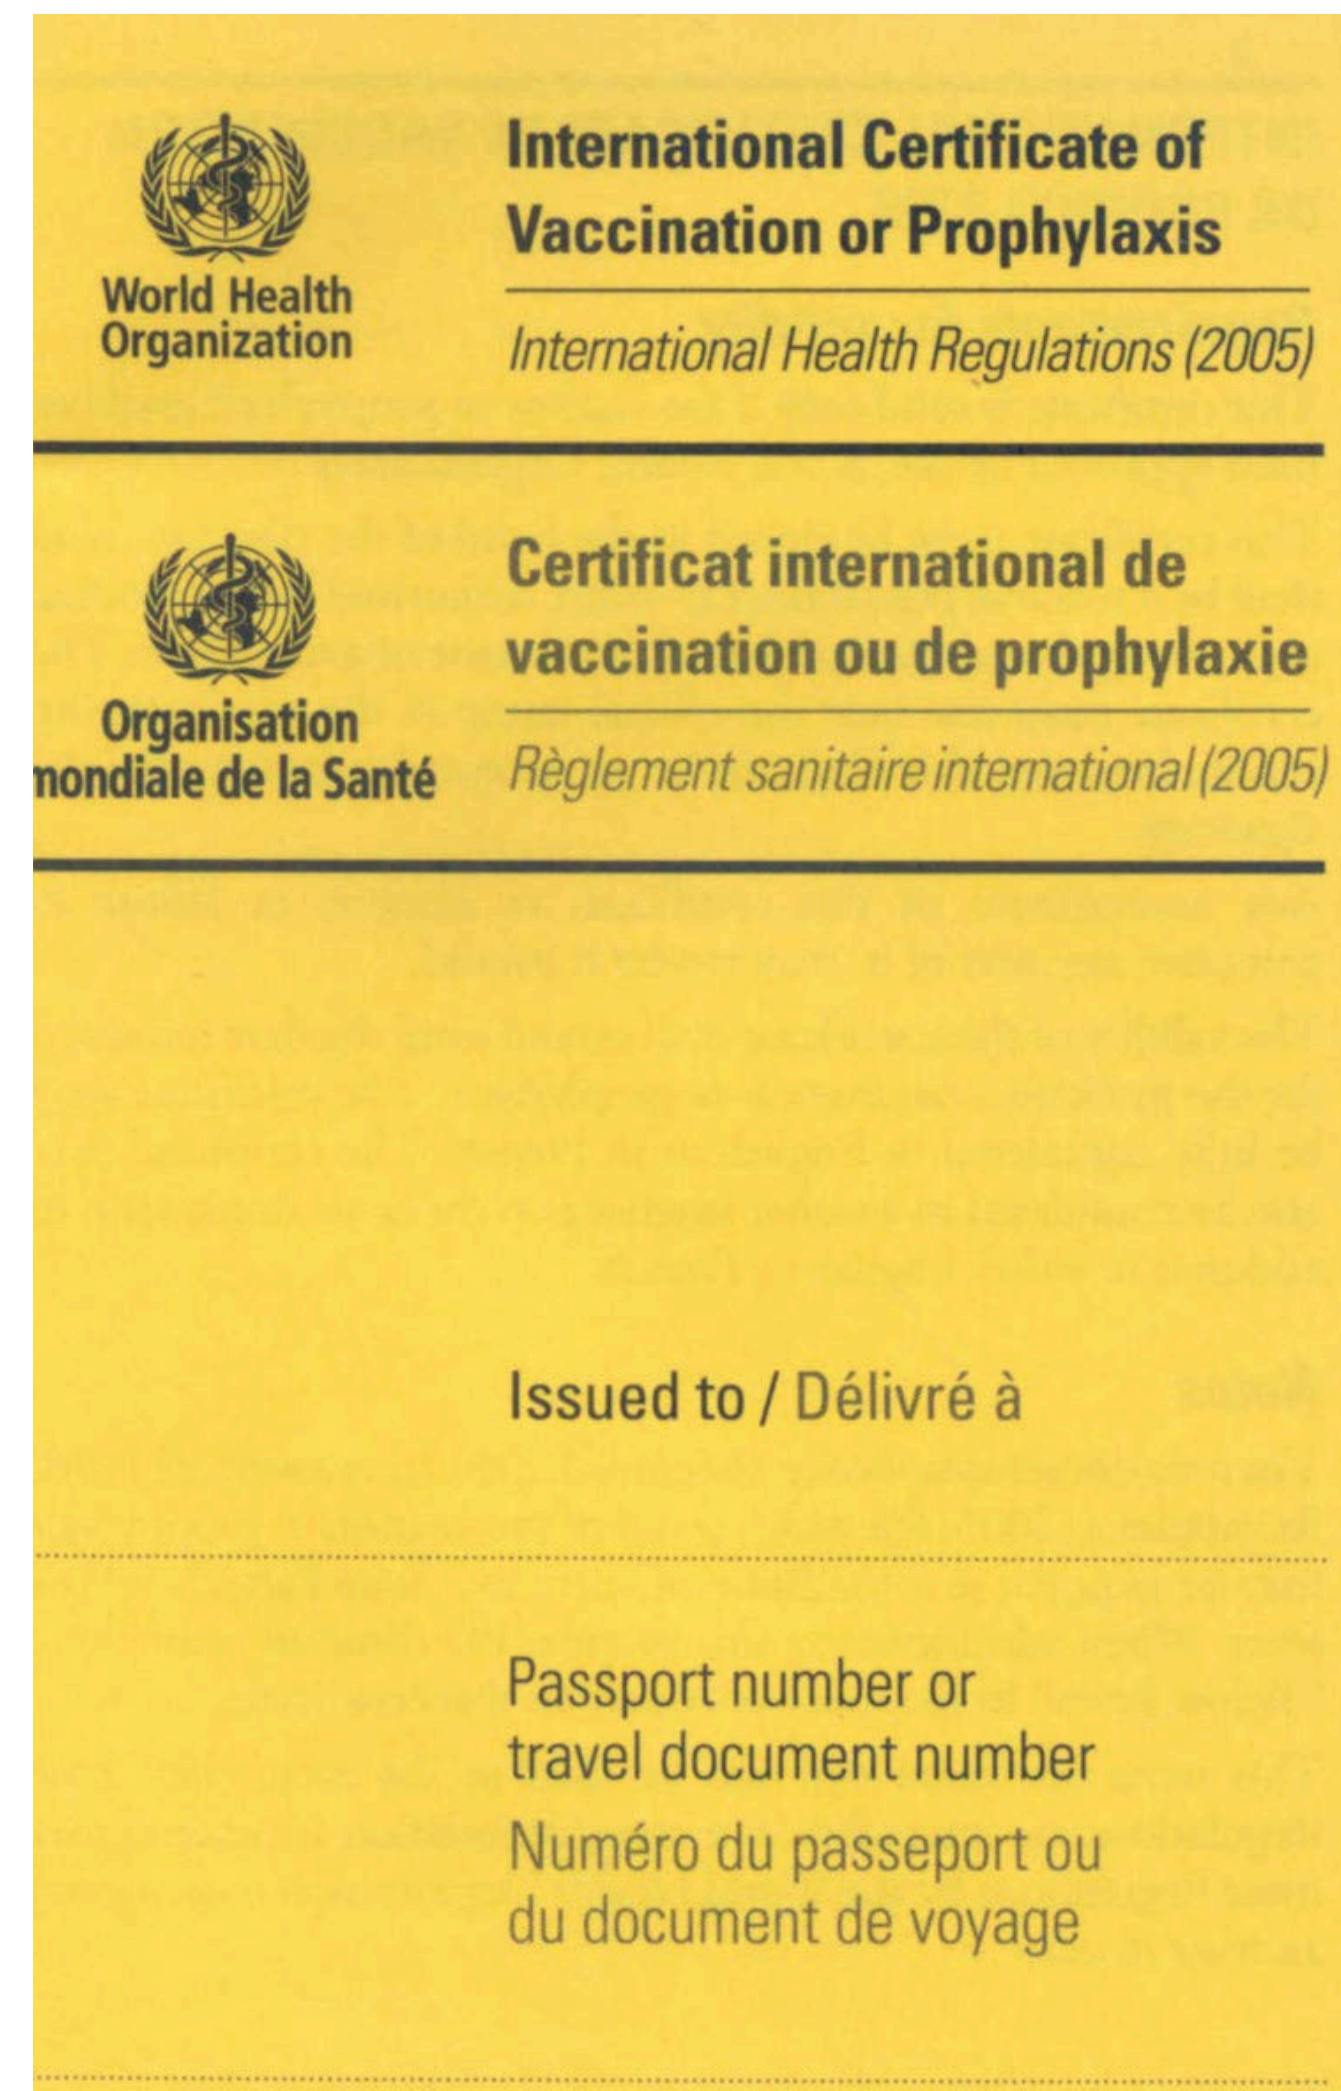 World Health
Organization
International Certificate of
Vaccination or Prophylaxis
International Health Regulations (2005)
Organisation
mondiale de la Santé
Certificat international de
vaccination ou de prophylaxie
Règlement sanitaire international (2005)
Issued to / Délivré à
Passport number or
travel document number
Numéro du passeport ou
du document de voyage